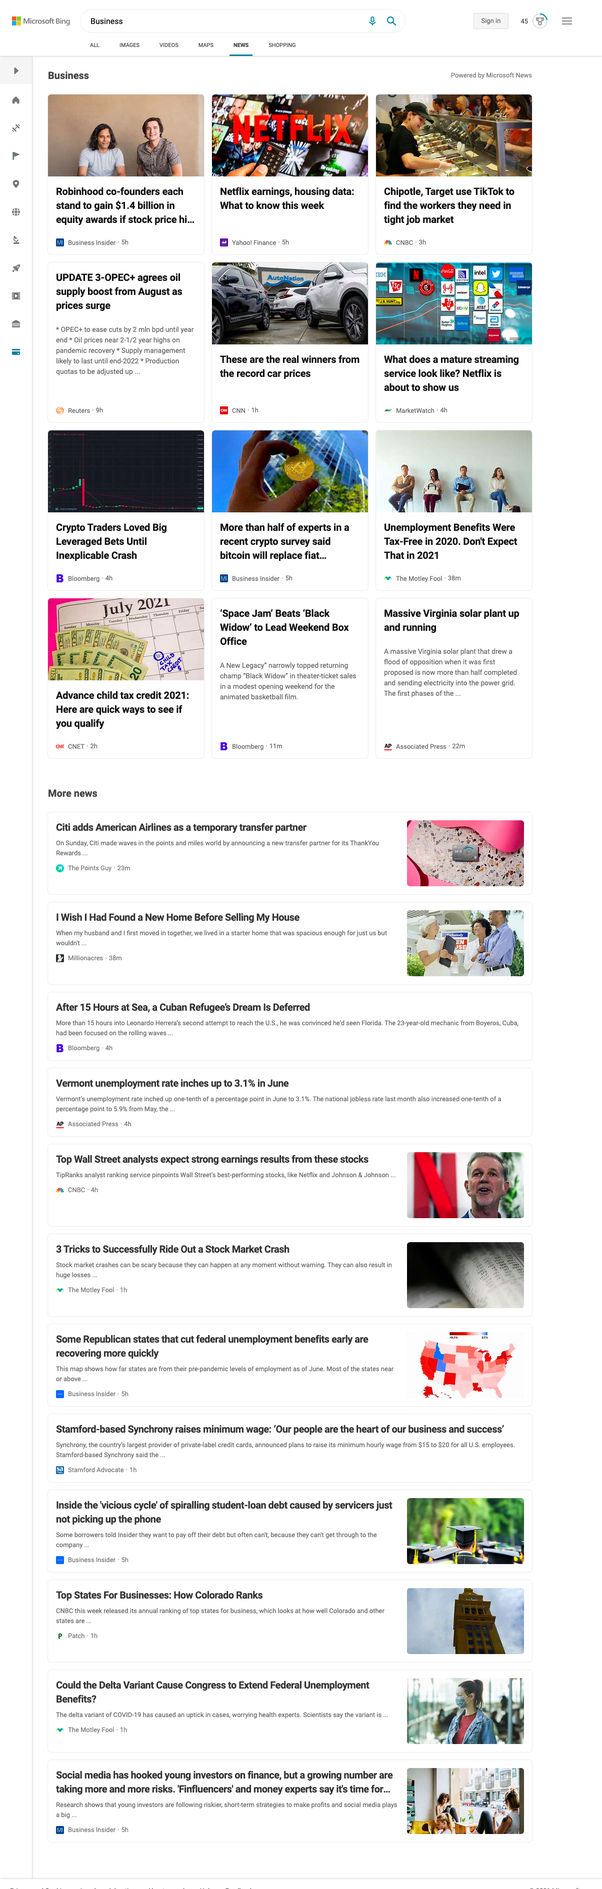 Microsoft Bing
Business
Sign in
45
ALL
IMAGES
VIDEOS
MAPS
NEWS
SHOPPING
Business
Powered by Microsoft News
Robinhood co-founders each
stand to gain $1.4 billion in
equity awards if stock price hi...
Business Insider · 5h
NETFLIX
Netflix earnings, housing data:
What to know this week
Yahoo! Finance · 5h
Chipotle, Target use TikTok to
find the workers they need in
tight job market
CNBC · 3h
UPDATE 3-OPEC+ agrees oil
supply boost from August as
prices surge
* OPEC+ to ease cuts by 2 mln bpd until year
end * Oil prices near 2-1/2 year highs on
pandemic recovery * Supply management
likely to last until end-2022 * Production
quotas to be adjusted up ...
Reuters · 9h
AutoNation
These are the real winners from
the record car prices
CNN · 1h
intel
What does a mature streaming
service look like? Netflix is
about to show us
MarketWatch · 4h
Crypto Traders Loved Big
Leveraged Bets Until
Inexplicable Crash
Bloomberg · 4h
More than half of experts in a
recent crypto survey said
bitcoin will replace fiat...
Business Insider · 5h
Unemployment Benefits Were
Tax-Free in 2020. Don't Expect
That in 2021
The Motley Fool · 38m
July 2021
CHILD
TAX
CREDIT
Advance child tax credit 2021:
Here are quick ways to see if
you qualify
CNET · 2h
‘Space Jam’ Beats ‘Black
Widow’ to Lead Weekend Box
Office
A New Legacy” narrowly topped returning
champ “Black Widow” in theater-ticket sales
in a modest opening weekend for the
animated basketball film.
Bloomberg · 11m
Massive Virginia solar plant up
and running
A massive Virginia solar plant that drew a
flood of opposition when it was first
proposed is now more than half completed
and sending electricity into the power grid.
The first phases of the ...
AP Associated Press · 22m
More news
Citi adds American Airlines as a temporary transfer partner
On Sunday, Citi made waves in the points and miles world by announcing a new transfer partner for its ThankYou
Rewards ...
The Points Guy · 23m
I Wish I Had Found a New Home Before Selling My House
When my husband and I first moved in together, we lived in a starter home that was spacious enough for just us but
wouldn't ...
Millionacres · 38m
After 15 Hours at Sea, a Cuban Refugee's Dream Is Deferred
More than 15 hours into Leonardo Herrera's second attempt to reach the U.S., he was convinced he'd seen Florida. The 23-year-old mechanic from Boyeros, Cuba,
had been focused on the rolling waves ...
Bloomberg · 4h
Vermont unemployment rate inches up to 3.1% in June
Vermont's unemployment rate inched up one-tenth of a percentage point in June to 3.1%. The national jobless rate last month also increased one-tenth of a
percentage point to 5.9% from May, the ...
AP Associated Press · 4h
Top Wall Street analysts expect strong earnings results from these stocks
TipRanks analyst ranking service pinpoints Wall Street's best-performing stocks, like Netflix and Johnson & Johnson ...
CNBC · 4h
3 Tricks to Successfully Ride Out a Stock Market Crash
Stock market crashes can be scary because they can happen at any moment without warning. They can also result in
huge losses ...
The Motley Fool · 1h
Some Republican states that cut federal unemployment benefits early are
recovering more quickly
This map shows how far states are from their pre-pandemic levels of employment as of June. Most of the states near
or above ...
Business Insider · 5h
Stamford-based Synchrony raises minimum wage: ‘Our people are the heart of our business and success’
Synchrony, the country's largest provider of private-label credit cards, announced plans to raise its minimum hourly wage from $15 to $20 for all U.S. employees.
Stamford-based Synchrony said the ...
Stamford Advocate · 1h
Inside the 'vicious cycle' of spiralling student-loan debt caused by servicers just
not picking up the phone
Some borrowers told Insider they want to pay off their debt but often can't, because they can't get through to the
company ...
Business Insider · 5h
Top States For Businesses: How Colorado Ranks
CNBC this week released its annual ranking of top states for business, which looks at how well Colorado and other
states are ...
Patch · 1h
Could the Delta Variant Cause Congress to Extend Federal Unemployment
Benefits?
The delta variant of COVID-19 has caused an uptick in cases, worrying health experts. Scientists say the variant is ...
The Motley Fool · 1h
Social media has hooked young investors on finance, but a growing number are
taking more and more risks. 'Finfluencers' and money experts say it's time for...
Research shows that young investors are following riskier, short-term strategies to make profits and social media plays
a big ...
Business Insider · 5h